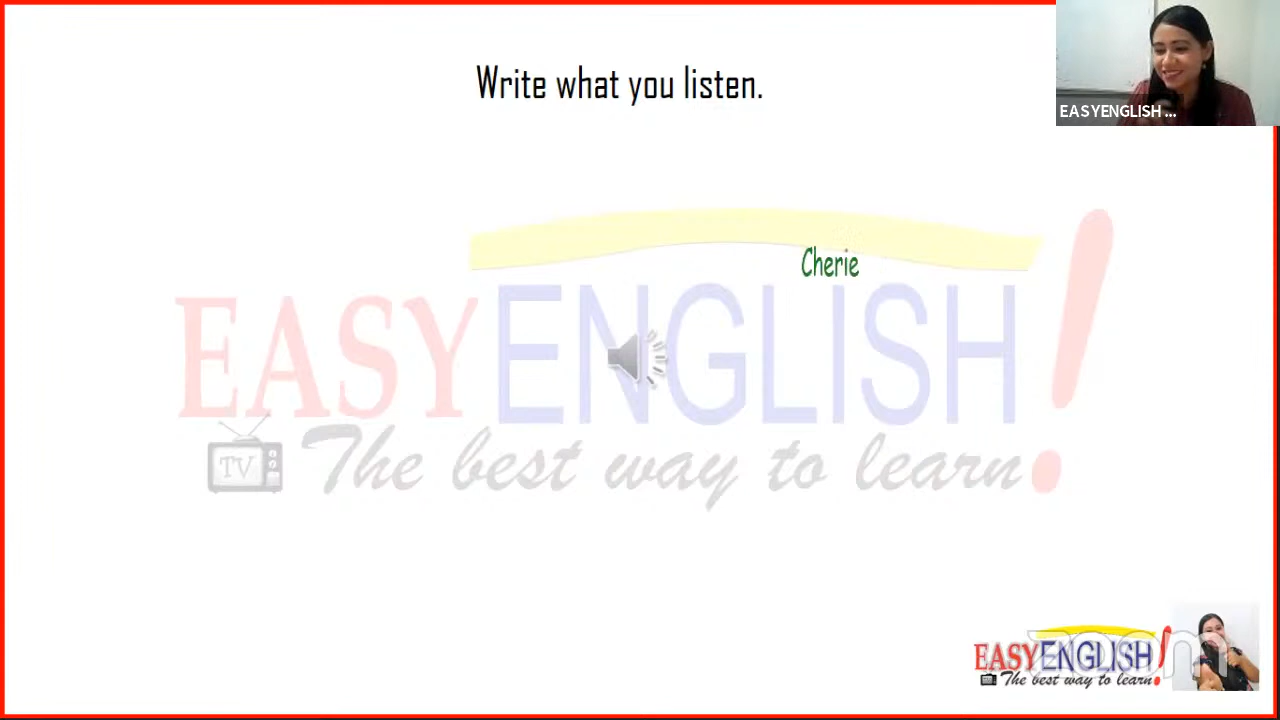 Write what you listen.
EASYENGLISH ...
Cherie
EASYENGLISH!
TV
The best way to learn
zoom
EASYENGLISH!
The best way to learn!